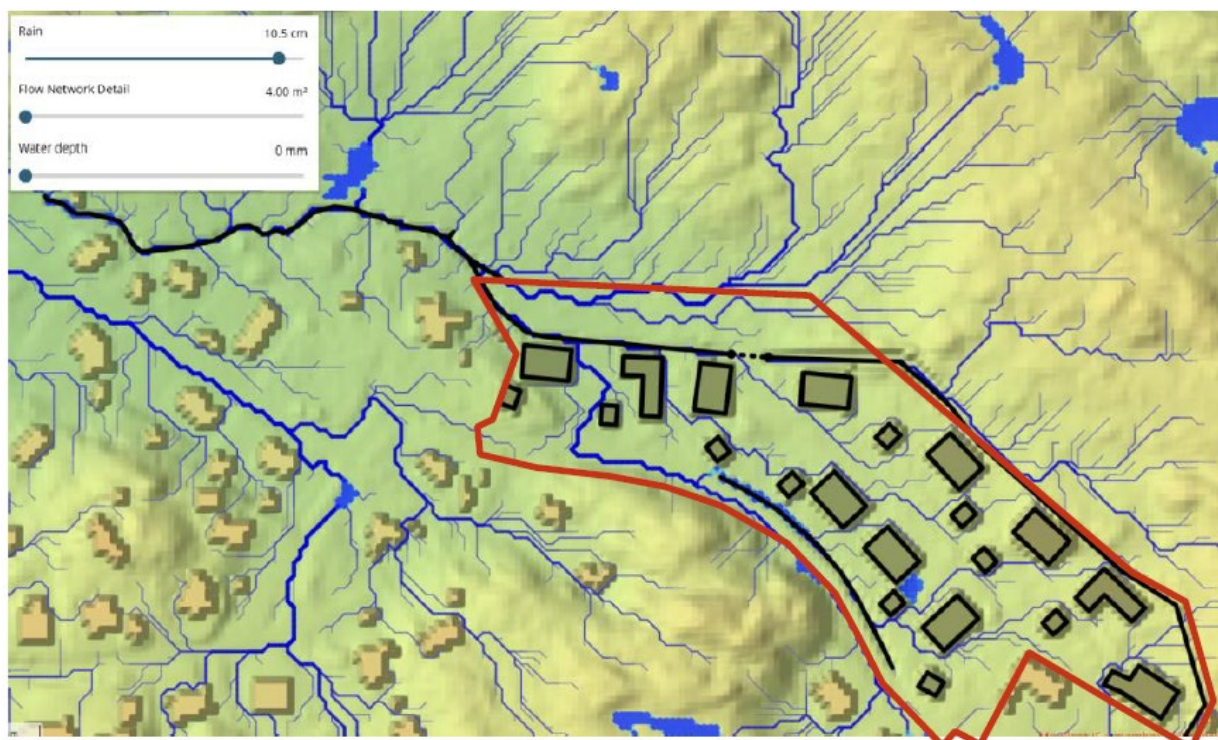 Rain
10.5 cm
Flow Network Detail
4.00 m²
Water depth
0 mm